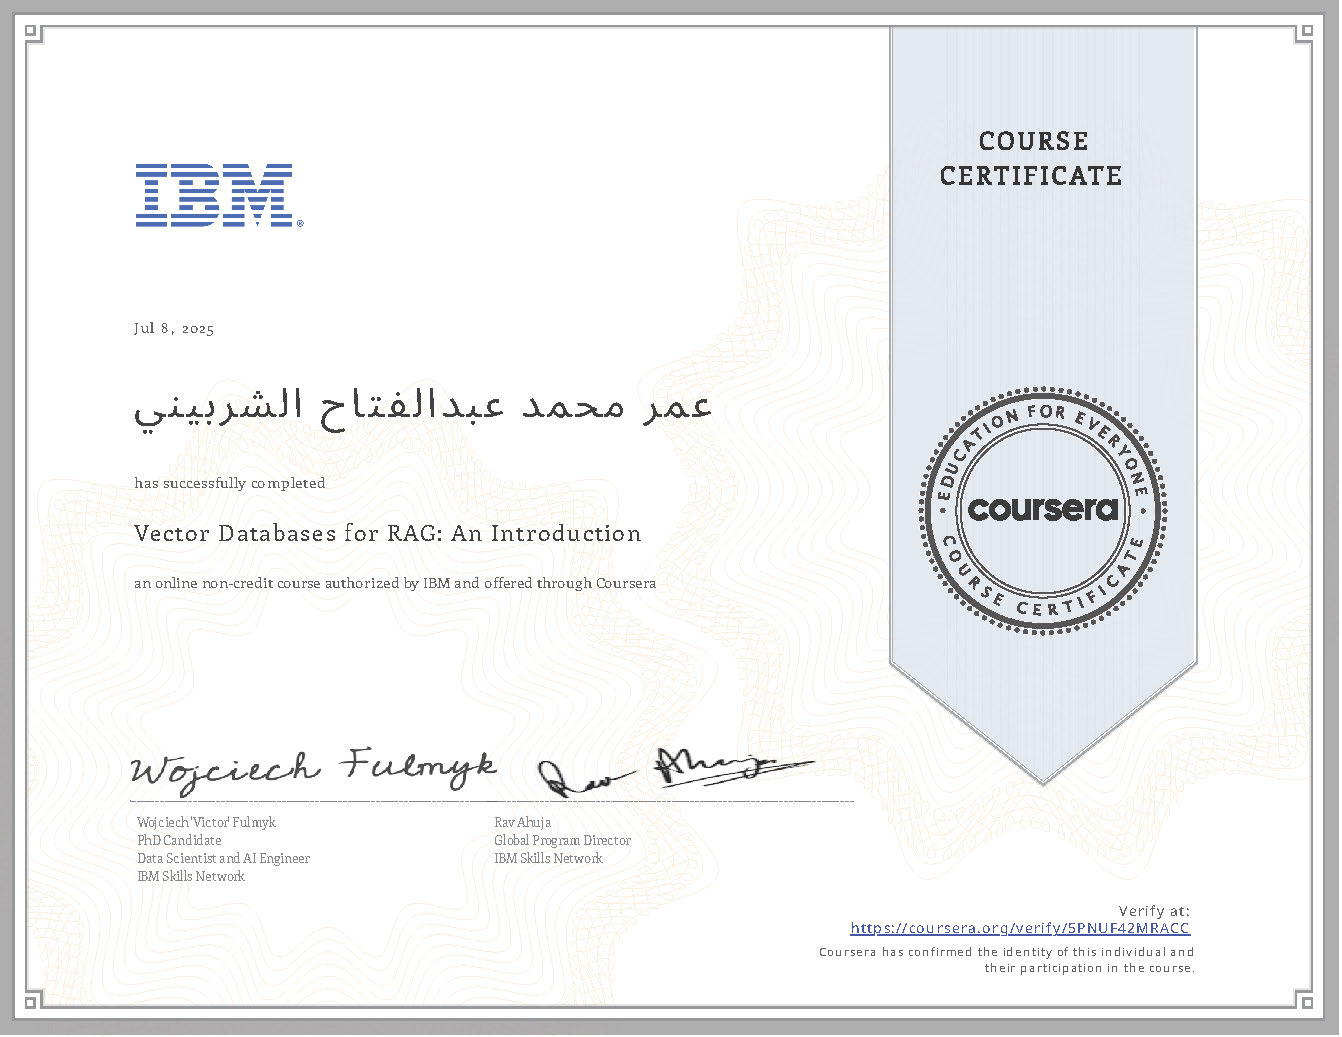 IBM®
COURSE
CERTIFICATE
Jul 8, 2025
عمر محمد عبدالفتاح الشربيني
has successfully completed
Vector Databases for RAG: An Introduction
an online non-credit course authorized by IBM and offered through Coursera
EDUCATION FOR EVERYONE
coursera
COURSE CERTIFICATE
Wojciech Fulmyk
Rav Ahuja
Wojciech 'Victor' Fulmyk
PhD Candidate
Data Scientist and AI Engineer
IBM Skills Network
Rav Ahuja
Global Program Director
IBM Skills Network
Verify at:
https://coursera.org/verify/5PNUF42MRACC
Coursera has confirmed the identity of this individual and
their participation in the course.